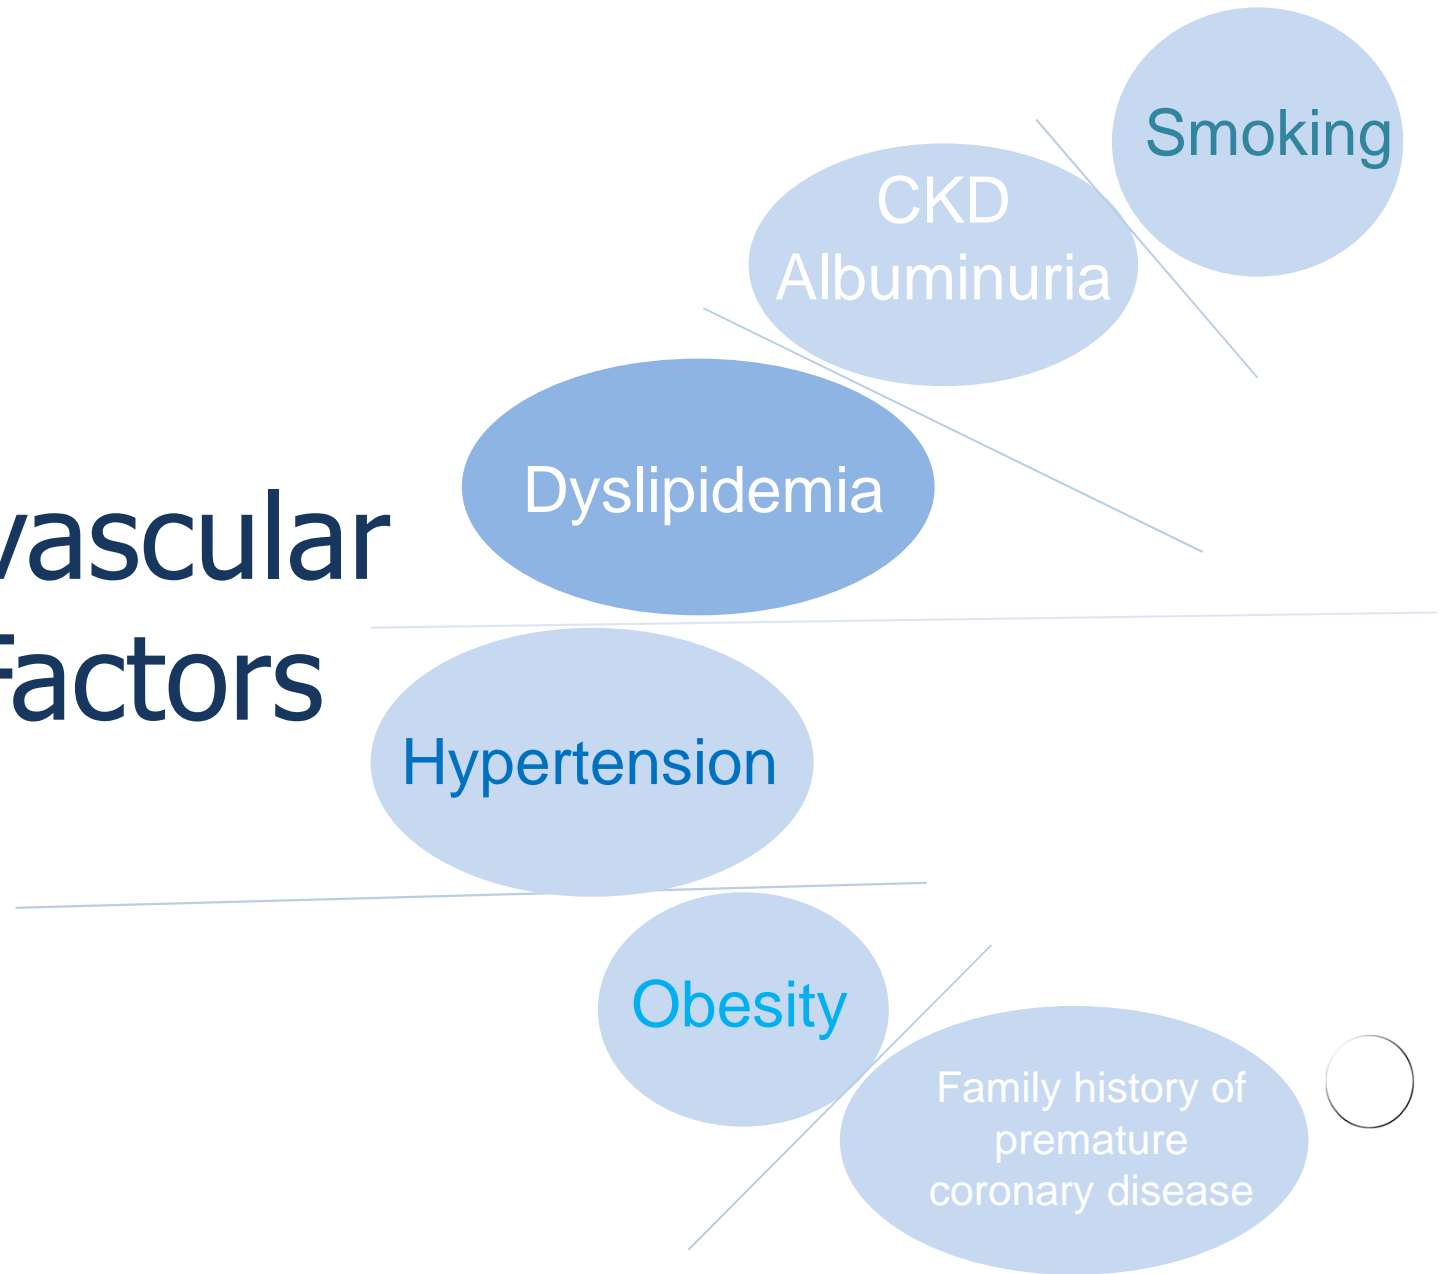 Smoking
CKD
Albuminuria
Dyslipidemia
vascular
Factors
Hypertension
Obesity
Family history of
premature
coronary disease